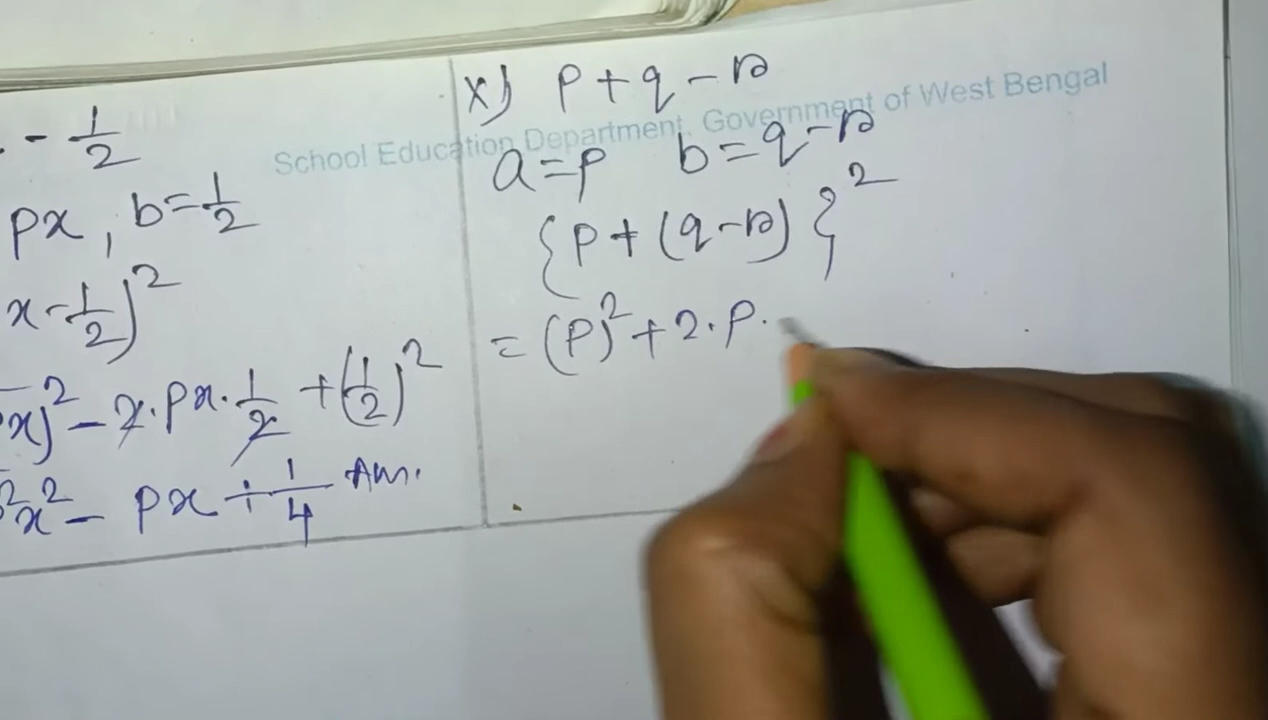 - 1/2
px, b=1/2
x-1/2)²
x)²-2.px.1/2+(1/2)²
²x²-px+1/4 Ans.
x) p+q-r
School Education Department, Government of West Bengal
a=p b=q-r
{p+(q-r)}²
=(p)²+2.p.